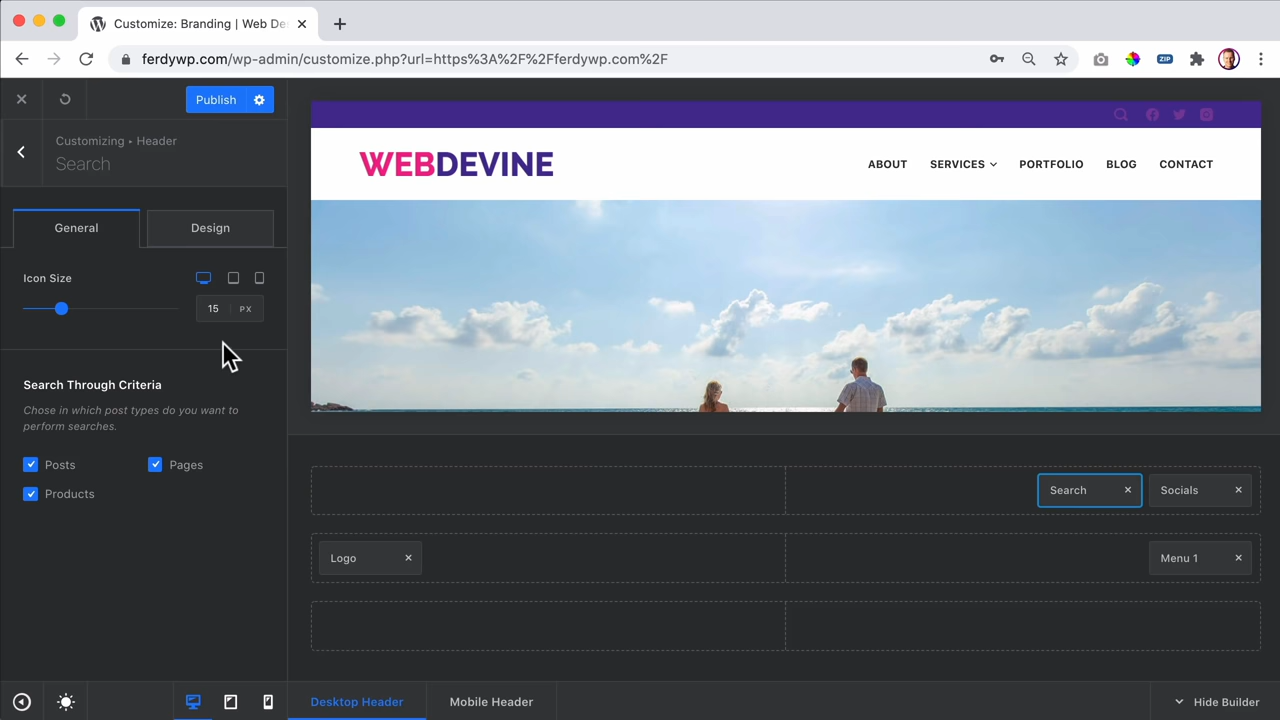 Customize: Branding | Web De
ferdywp.com/wp-admin/customize.php?url=https%3A%2F%2Fferdywp.com%2F
ZIP
Publish
Customizing • Header
Search
General
Design
Icon Size
15 PX
Search Through Criteria
Chose in which post types do you want to
perform searches.
Posts
Pages
Products
WEBDEVINE
ABOUT SERVICES PORTFOLIO BLOG CONTACT
Search
Socials
Logo
Menu 1
Desktop Header
Mobile Header
Hide Builder